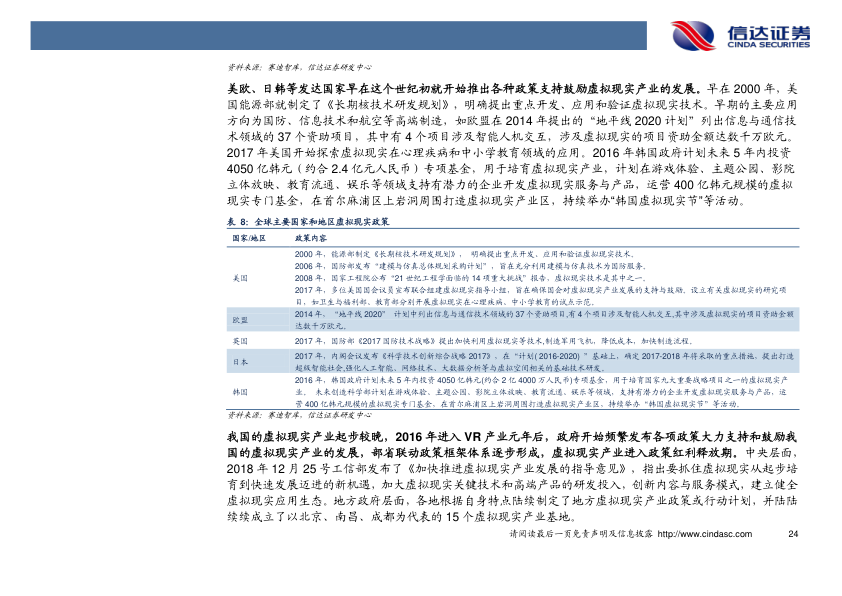 信达证券
CINDA SECURITIES
资料来源：赛迪智库，信达证券研发中心
美欧、日韩等发达国家早在这个世纪初就开始推出各种政策支持鼓励虚拟现实产业的发展。早在 2000 年，美
国能源部就制定了《长期核技术研发规划》，明确提出重点开发、应用和验证虚拟现实技术。早期的主要应用
方向为国防、信息技术和航空等高端制造，如欧盟在 2014 年提出的“地平线 2020 计划”列出信息与通信技
术领域的 37 个资助项目，其中有 4 个项目涉及智能人机交互，涉及虚拟现实的项目资助金额达数千万欧元。
2017 年美国开始探索虚拟现实在心理疾病和中小学教育领域的应用。2016 年韩国政府计划未来 5 年内投资
4050 亿韩元（约合 2.4 亿元人民币）专项基金，用于培育虚拟现实产业，计划在游戏体验、主题公园、影院
立体放映、教育流通、娱乐等领域支持有潜力的企业开发虚拟现实服务与产品，运营 400 亿韩元规模的虚拟
现实专门基金，在首尔麻浦区上岩洞周围打造虚拟现实产业区，持续举办“韩国虚拟现实节”等活动。
表 8：全球主要国家和地区虚拟现实政策
国家/地区 政策内容
2000 年，能源部制定《长期核技术研发规划》， 明确提出重点开发、应用和验证虚拟现实技术。
2006 年，国防部发布“建模与仿真总体规划采购计划”，旨在充分利用建模与仿真技术为国防服务。
美国 2008 年，国家工程院公布“21 世纪工程学面临的 14 项重大挑战”报告，虚拟现实技术是其中之一。
2017 年，多位美国国会议员宣布联合组建虚拟现实指导小组，旨在确保国会对虚拟现实产业发展的支持与鼓励。设立有关虚拟现实的研究项
目，如卫生与福利部、教育部分别开展虚拟现实在心理疾病、中小学教育的试点示范。
欧盟 2014 年， “地平线 2020” 计划中列出信息与通信技术领域的 37 个资助项目,有 4 个项目涉及智能人机交互,其中涉及虚拟现实的项目资助金额
达数千万欧元。
英国 2017 年，国防部《2017 国防技术战略》提出加快利用虚拟现实等技术,制造军用飞机，降低成本，加快制造流程。
日本 2017 年，内阁会议发布《科学技术创新综合战略 2017》，在“计划( 2016-2020) ”基础上，确定 2017-2018 年将采取的重点措施，提出打造
超级智能社会,强化人工智能、网络技术、大数据分析等与虚拟空间相关的基础技术研发。
2016 年，韩国政府计划未来 5 年内投资 4050 亿韩元(约合 2 亿 4000 万人民币)专项基金，用于培育国家九大重要战略项目之一的虚拟现实产
韩国 业。 未来创造科学部计划在游戏体验、主题公园、影院立体放映、教育流通、娱乐等领域，支持有潜力的企业开发虚拟现实服务与产品，运
营 400 亿韩元规模的虚拟现实专门基金，在首尔麻浦区上岩洞周围打造虚拟现实产业区，持续举办“韩国虚拟现实节”等活动。
资料来源：赛迪智库，信达证券研发中心
我国的虚拟现实产业起步较晚，2016 年进入 VR 产业元年后，政府开始频繁发布各项政策大力支持和鼓励我
国的虚拟现实产业的发展，部省联动政策框架体系逐步形成，虚拟现实产业进入政策红利释放期。中央层面，
2018 年 12 月 25 号工信部发布了《加快推进虚拟现实产业发展的指导意见》，指出要抓住虚拟现实从起步培
育到快速发展迈进的新机遇，加大虚拟现实关键技术和高端产品的研发投入，创新内容与服务模式，建立健全
虚拟现实应用生态。地方政府层面，各地根据自身特点陆续制定了地方虚拟现实产业政策或行动计划，并陆陆
续续成立了以北京、南昌、成都为代表的 15 个虚拟现实产业基地。
请阅读最后一页免责声明及信息披露 http://www.cindasc.com 24